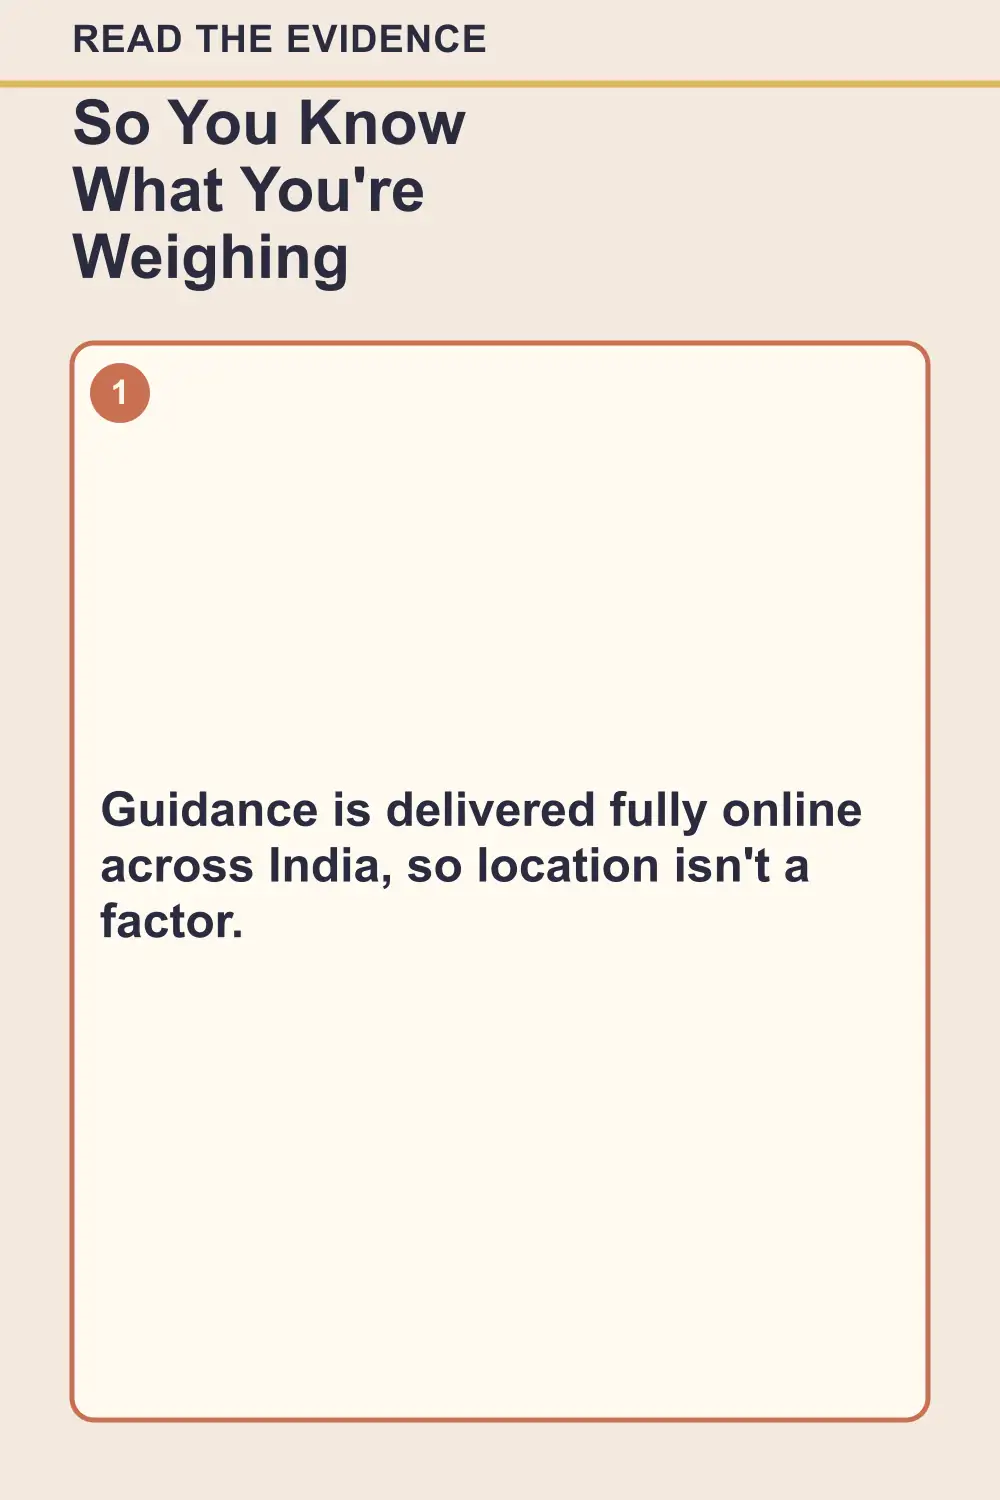 READ THE EVIDENCE
So You Know
What You're
Weighing
1
Guidance is delivered fully online
across India, so location isn't a
factor.